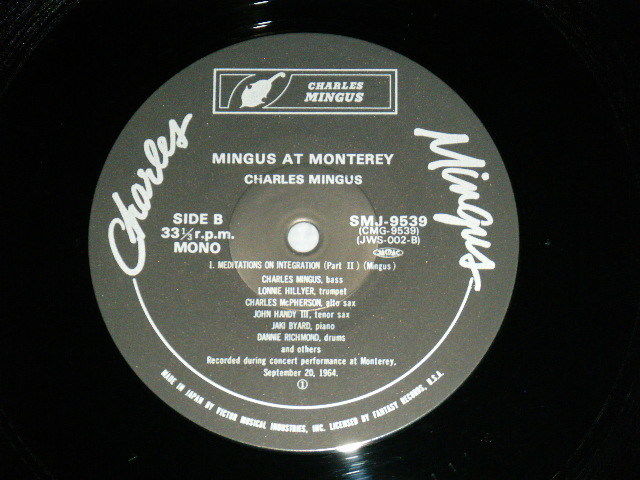 CHARLES
MINGUS
Charles
Mingus
MINGUS AT MONTEREY
CHARLES MINGUS
SIDE B
33⅓ r.p.m.
MONO
SMJ-9539
(CMG-9539)
(JWS-002-B)
1. MEDITATIONS ON INTEGRATION (Part II) (Mingus)
CHARLES MINGUS, bass
LONNIE HILLYER, trumpet
CHARLES McPHERSON, alto sax
JOHN HANDY III, tenor sax
JAKI BYARD, piano
DANNIE RICHMOND, drums
and others
Recorded during concert performance at Monterey,
September 20, 1964.
①
MADE IN JAPAN BY VICTOR MUSICAL INDUSTRIES, INC. LICENSED BY FANTASY RECORDS, U.S.A.